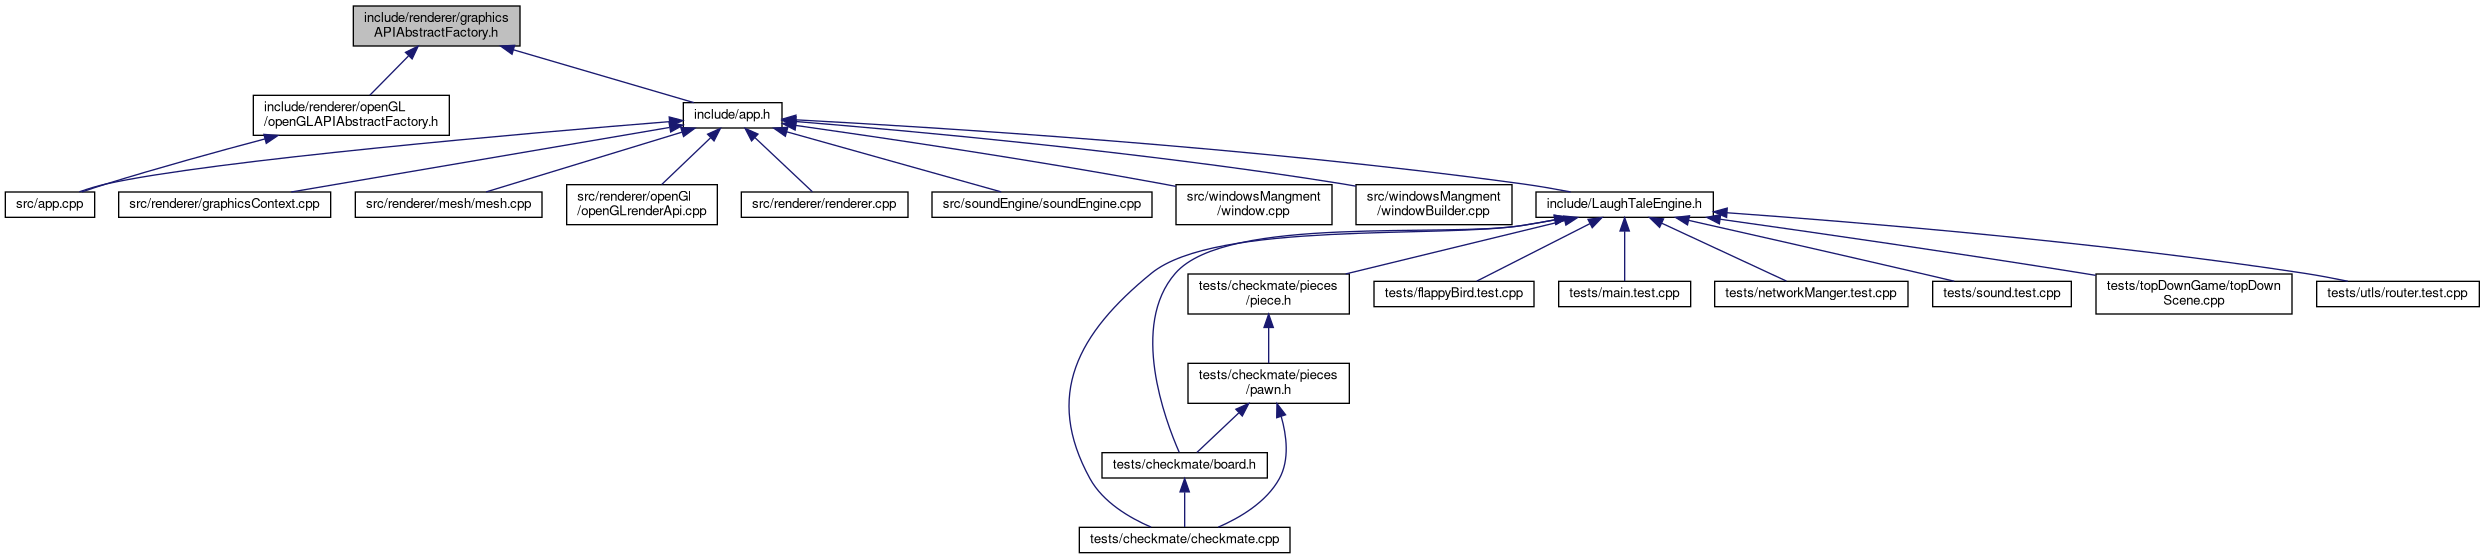 include/renderer/graphics
APIAbstractFactory.h
include/renderer/openGL
/openGLAPIAbstractFactory.h
include/app.h
src/app.cpp
src/renderer/graphicsContext.cpp
src/renderer/mesh/mesh.cpp
src/renderer/openGl
/openGLrenderApi.cpp
src/renderer/renderer.cpp
src/soundEngine/soundEngine.cpp
src/windowsMangment
/window.cpp
src/windowsMangment
/windowBuilder.cpp
include/LaughTaleEngine.h
tests/checkmate/pieces
/piece.h
tests/flappyBird.test.cpp
tests/main.test.cpp
tests/networkManger.test.cpp
tests/sound.test.cpp
tests/topDownGame/topDown
Scene.cpp
tests/utls/router.test.cpp
tests/checkmate/pieces
/pawn.h
tests/checkmate/board.h
tests/checkmate/checkmate.cpp